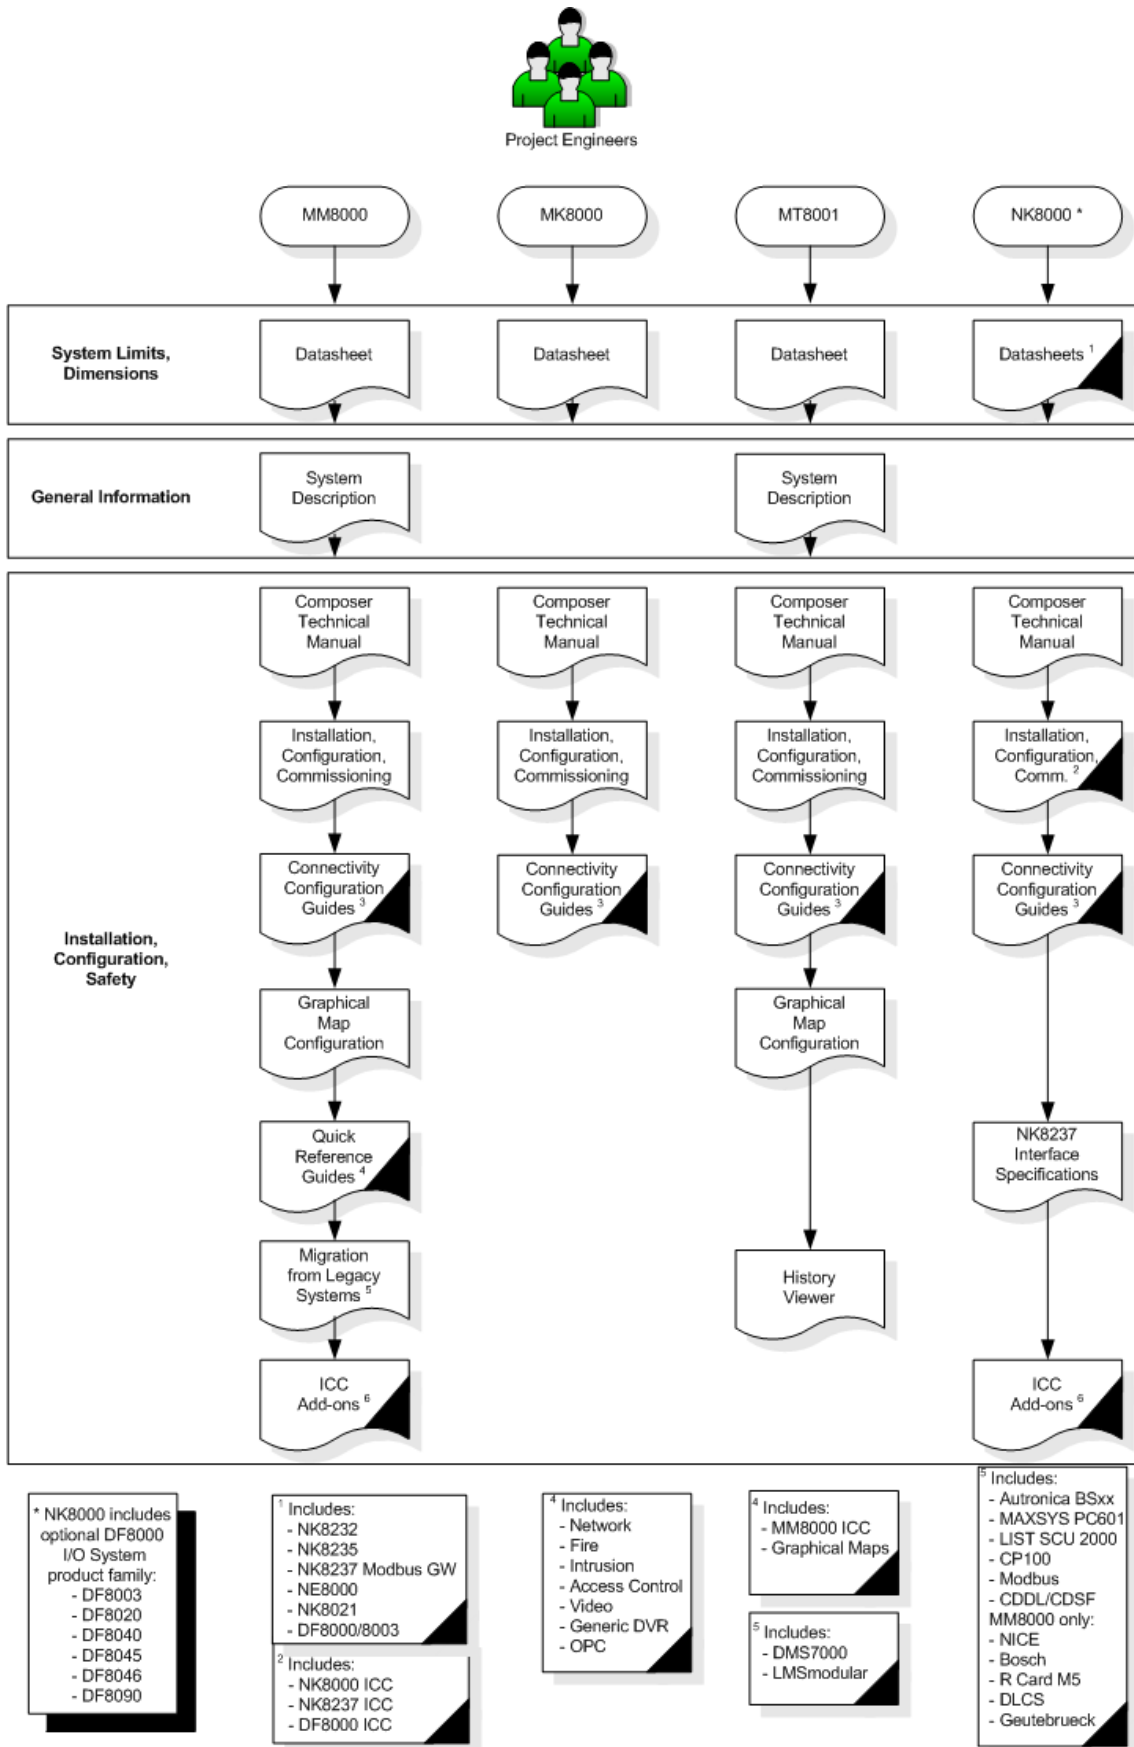 Project Engineers
MM8000
MK8000
MT8001
NK8000 *
System Limits,
Dimensions
Datasheet
Datasheet
Datasheet
Datasheets 1
General Information
System
Description
System
Description
Installation,
Configuration,
Safety
Composer
Technical
Manual
Composer
Technical
Manual
Composer
Technical
Manual
Composer
Technical
Manual
Installation,
Configuration,
Commissioning
Installation,
Configuration,
Commissioning
Installation,
Configuration,
Commissioning
Installation,
Configuration,
Comm. 2
Connectivity
Configuration
Guides 3
Connectivity
Configuration
Guides 3
Connectivity
Configuration
Guides 3
Connectivity
Configuration
Guides 3
Graphical
Map
Configuration
Graphical
Map
Configuration
Quick
Reference
Guides 4
NK8237
Interface
Specifications
Migration
from Legacy
Systems 5
History
Viewer
ICC
Add-ons 6
ICC
Add-ons 6
* NK8000 includes
optional DF8000
I/O System
product family:
- DF8003
- DF8020
- DF8040
- DF8045
- DF8046
- DF8090
1 Includes:
- NK8232
- NK8235
- NK8237 Modbus GW
- NE8000
- NK8021
- DF8000/8003
2 Includes:
- NK8000 ICC
- NK8237 ICC
- DF8000 ICC
4 Includes:
- Network
- Fire
- Intrusion
- Access Control
- Video
- Generic DVR
- OPC
4 Includes:
- MM8000 ICC
- Graphical Maps
5 Includes:
- DMS7000
- LMSmodular
5 Includes:
- Autronica BSxx
- MAXSYS PC601
- LIST SCU 2000
- CP100
- Modbus
- CDDL/CDSF
MM8000 only:
- NICE
- Bosch
- R Card M5
- DLCS
- Geutebrueck